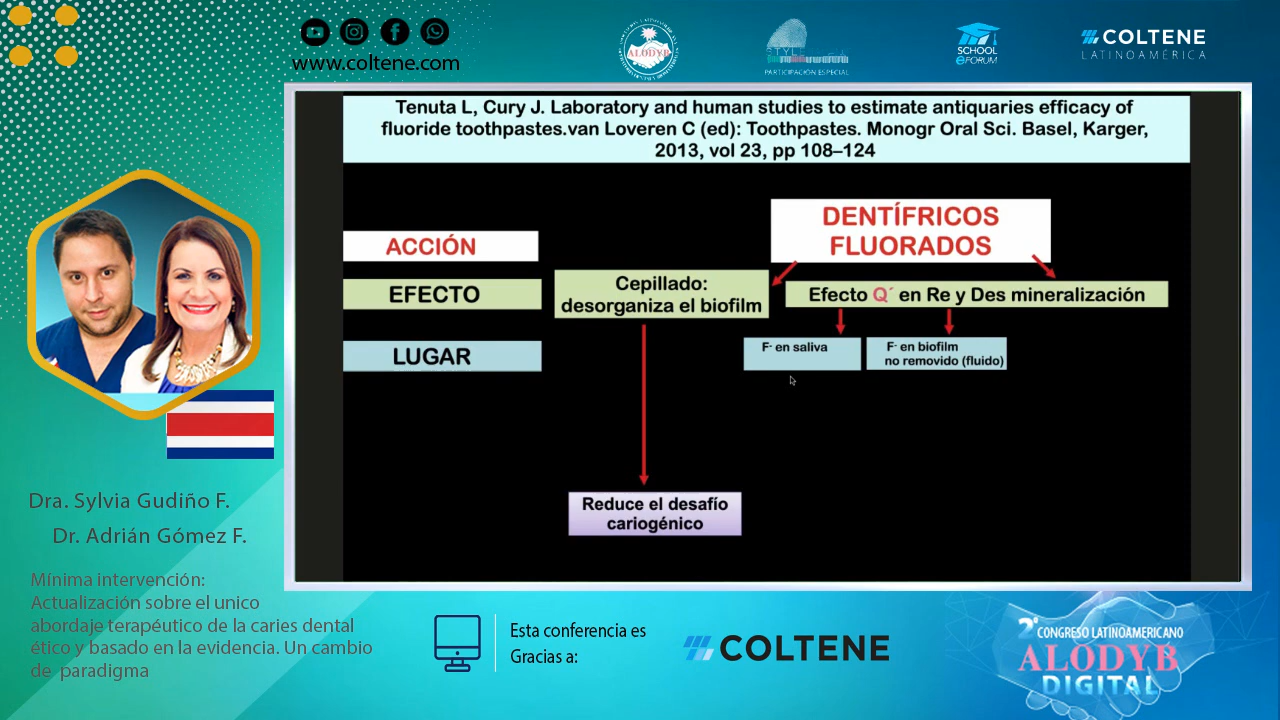 www.coltene.com
ALODYB
PARTICIPACIÓN ESPECIAL
SCHOOL
eFORUM
COLTENE
LATINOAMÉRICA
Tenuta L, Cury J. Laboratory and human studies to estimate antiquaries efficacy of
fluoride toothpastes.van Loveren C (ed): Toothpastes. Monogr Oral Sci. Basel, Karger,
2013, vol 23, pp 108–124
DENTÍFRICOS
FLUORADOS
ACCIÓN
EFECTO
Cepillado:
desorganiza el biofilm
Efecto Q´ en Re y Des mineralización
LUGAR
F- en saliva
F- en biofilm
no removido (fluido)
Reduce el desafío
cariogénico
Dra. Sylvia Gudiño F.
Dr. Adrián Gómez F.
Mínima intervención:
Actualización sobre el unico
abordaje terapéutico de la caries dental
ético y basado en la evidencia. Un cambio
de paradigma
Esta conferencia es
Gracias a:
COLTENE
2º CONGRESO LATINOAMERICANO
ALODYB
DIGITAL